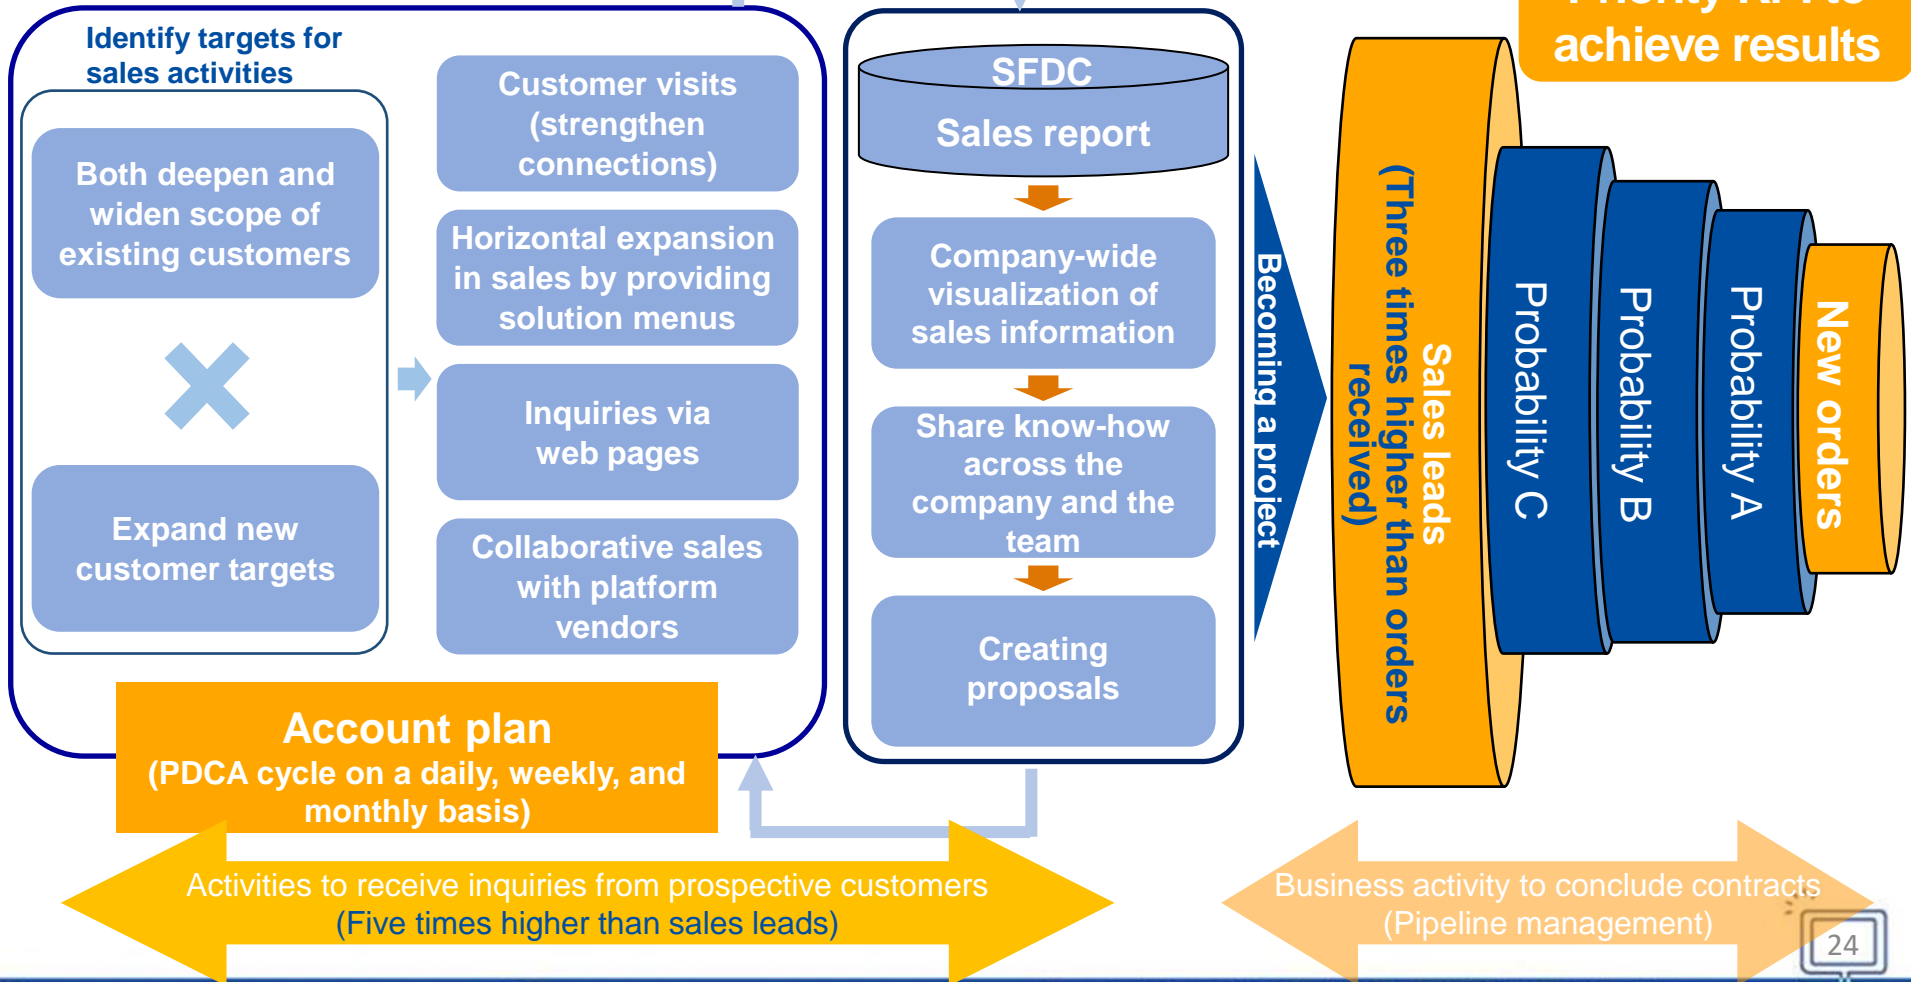 Priority KPI to
achieve results
Identify targets for
sales activities
Both deepen and
widen scope of
existing customers
Expand new
customer targets
Customer visits
(strengthen
connections)
Horizontal expansion
in sales by providing
solution menus
Inquiries via
web pages
Collaborative sales
with platform
vendors
Account plan
(PDCA cycle on a daily, weekly, and
monthly basis)
SFDC
Sales report
Company-wide
visualization of
sales information
Share know-how
across the
company and the
team
Creating
proposals
Becoming a project
Sales leads
(Three times higher than orders
received)
Probability C
Probability B
Probability A
New orders
Activities to receive inquiries from prospective customers
(Five times higher than sales leads)
Business activity to conclude contracts
(Pipeline management)
24